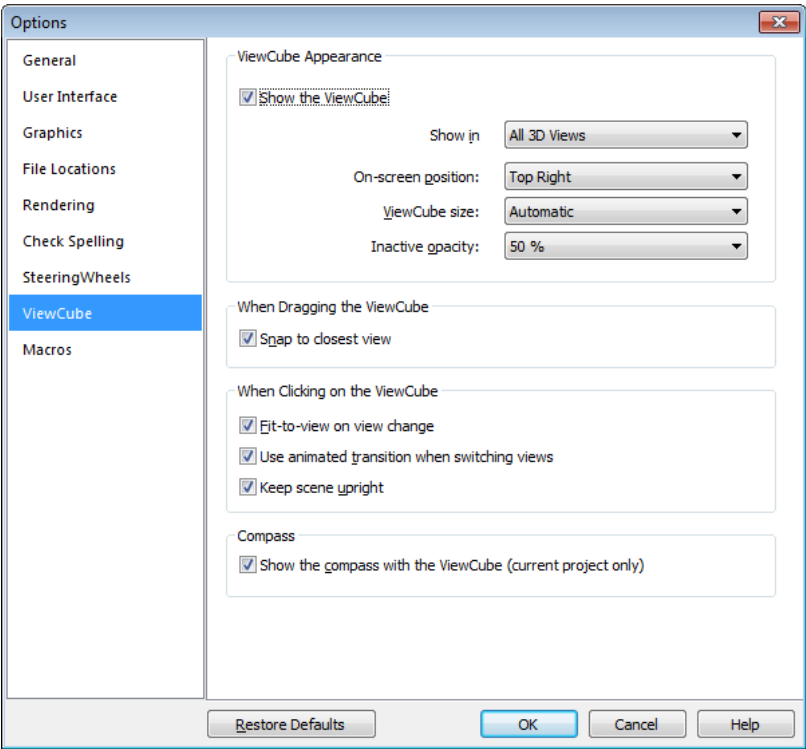 Options
General
User Interface
Graphics
File Locations
Rendering
Check Spelling
SteeringWheels
ViewCube
Macros
ViewCube Appearance
Show the ViewCube
Show in All 3D Views
On-screen position: Top Right
ViewCube size: Automatic
Inactive opacity: 50 %
When Dragging the ViewCube
Snap to closest view
When Clicking on the ViewCube
Fit-to-view on view change
Use animated transition when switching views
Keep scene upright
Compass
Show the compass with the ViewCube (current project only)
Restore Defaults OK Cancel Help